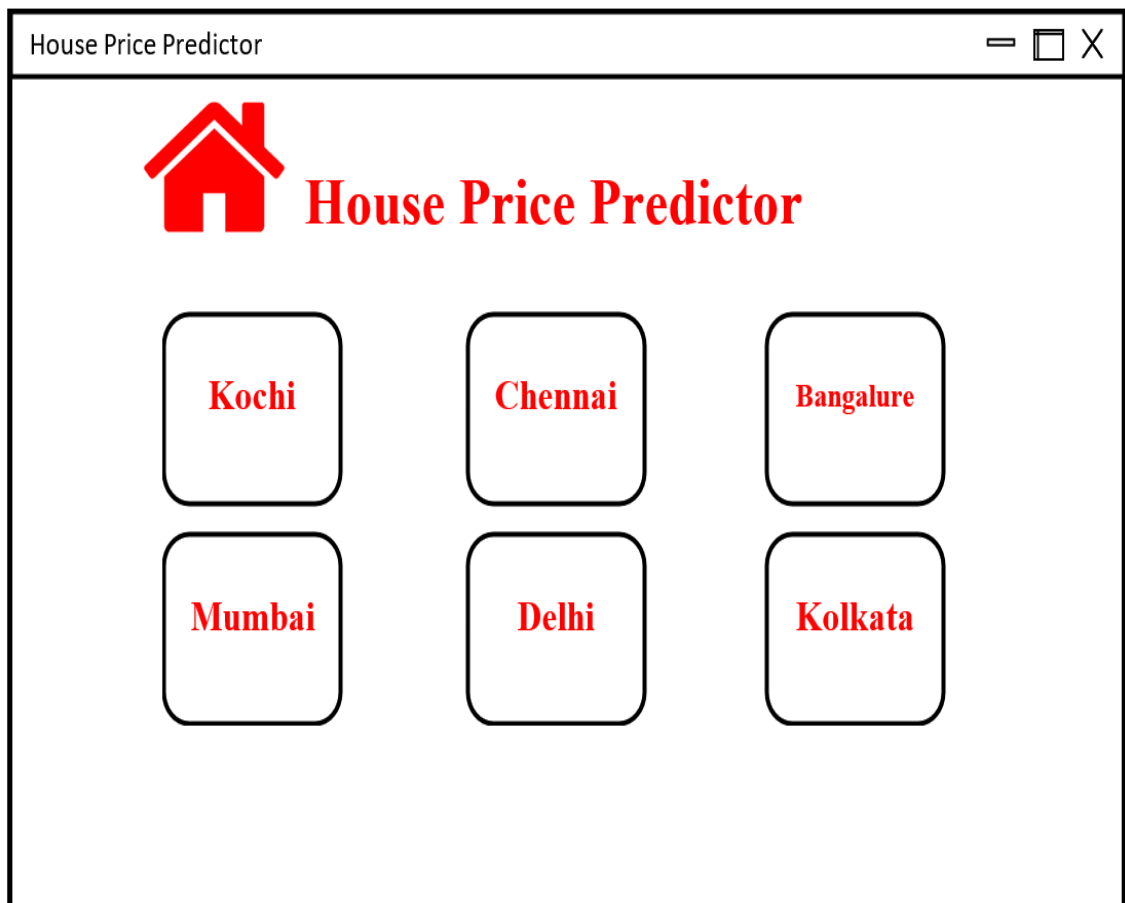 House Price Predictor
House Price Predictor
Kochi
Chennai
Bangalure
Mumbai
Delhi
Kolkata